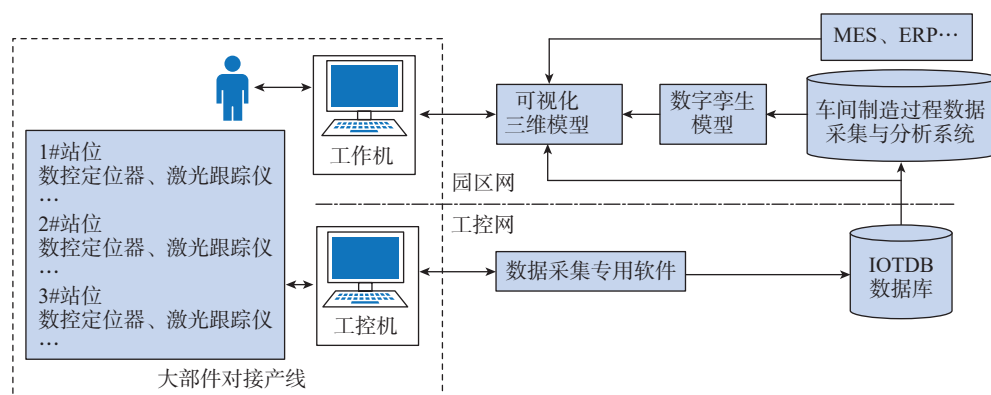 MES、ERP…
可视化
三维模型
数字孪生
模型
车间制造过程数据
采集与分析系统
工作机
1#站位
数控定位器、激光跟踪仪
…
2#站位
数控定位器、激光跟踪仪
…
3#站位
数控定位器、激光跟踪仪
…
园区网
工控网
工控机
数据采集专用软件
IOTDB
数据库
大部件对接产线